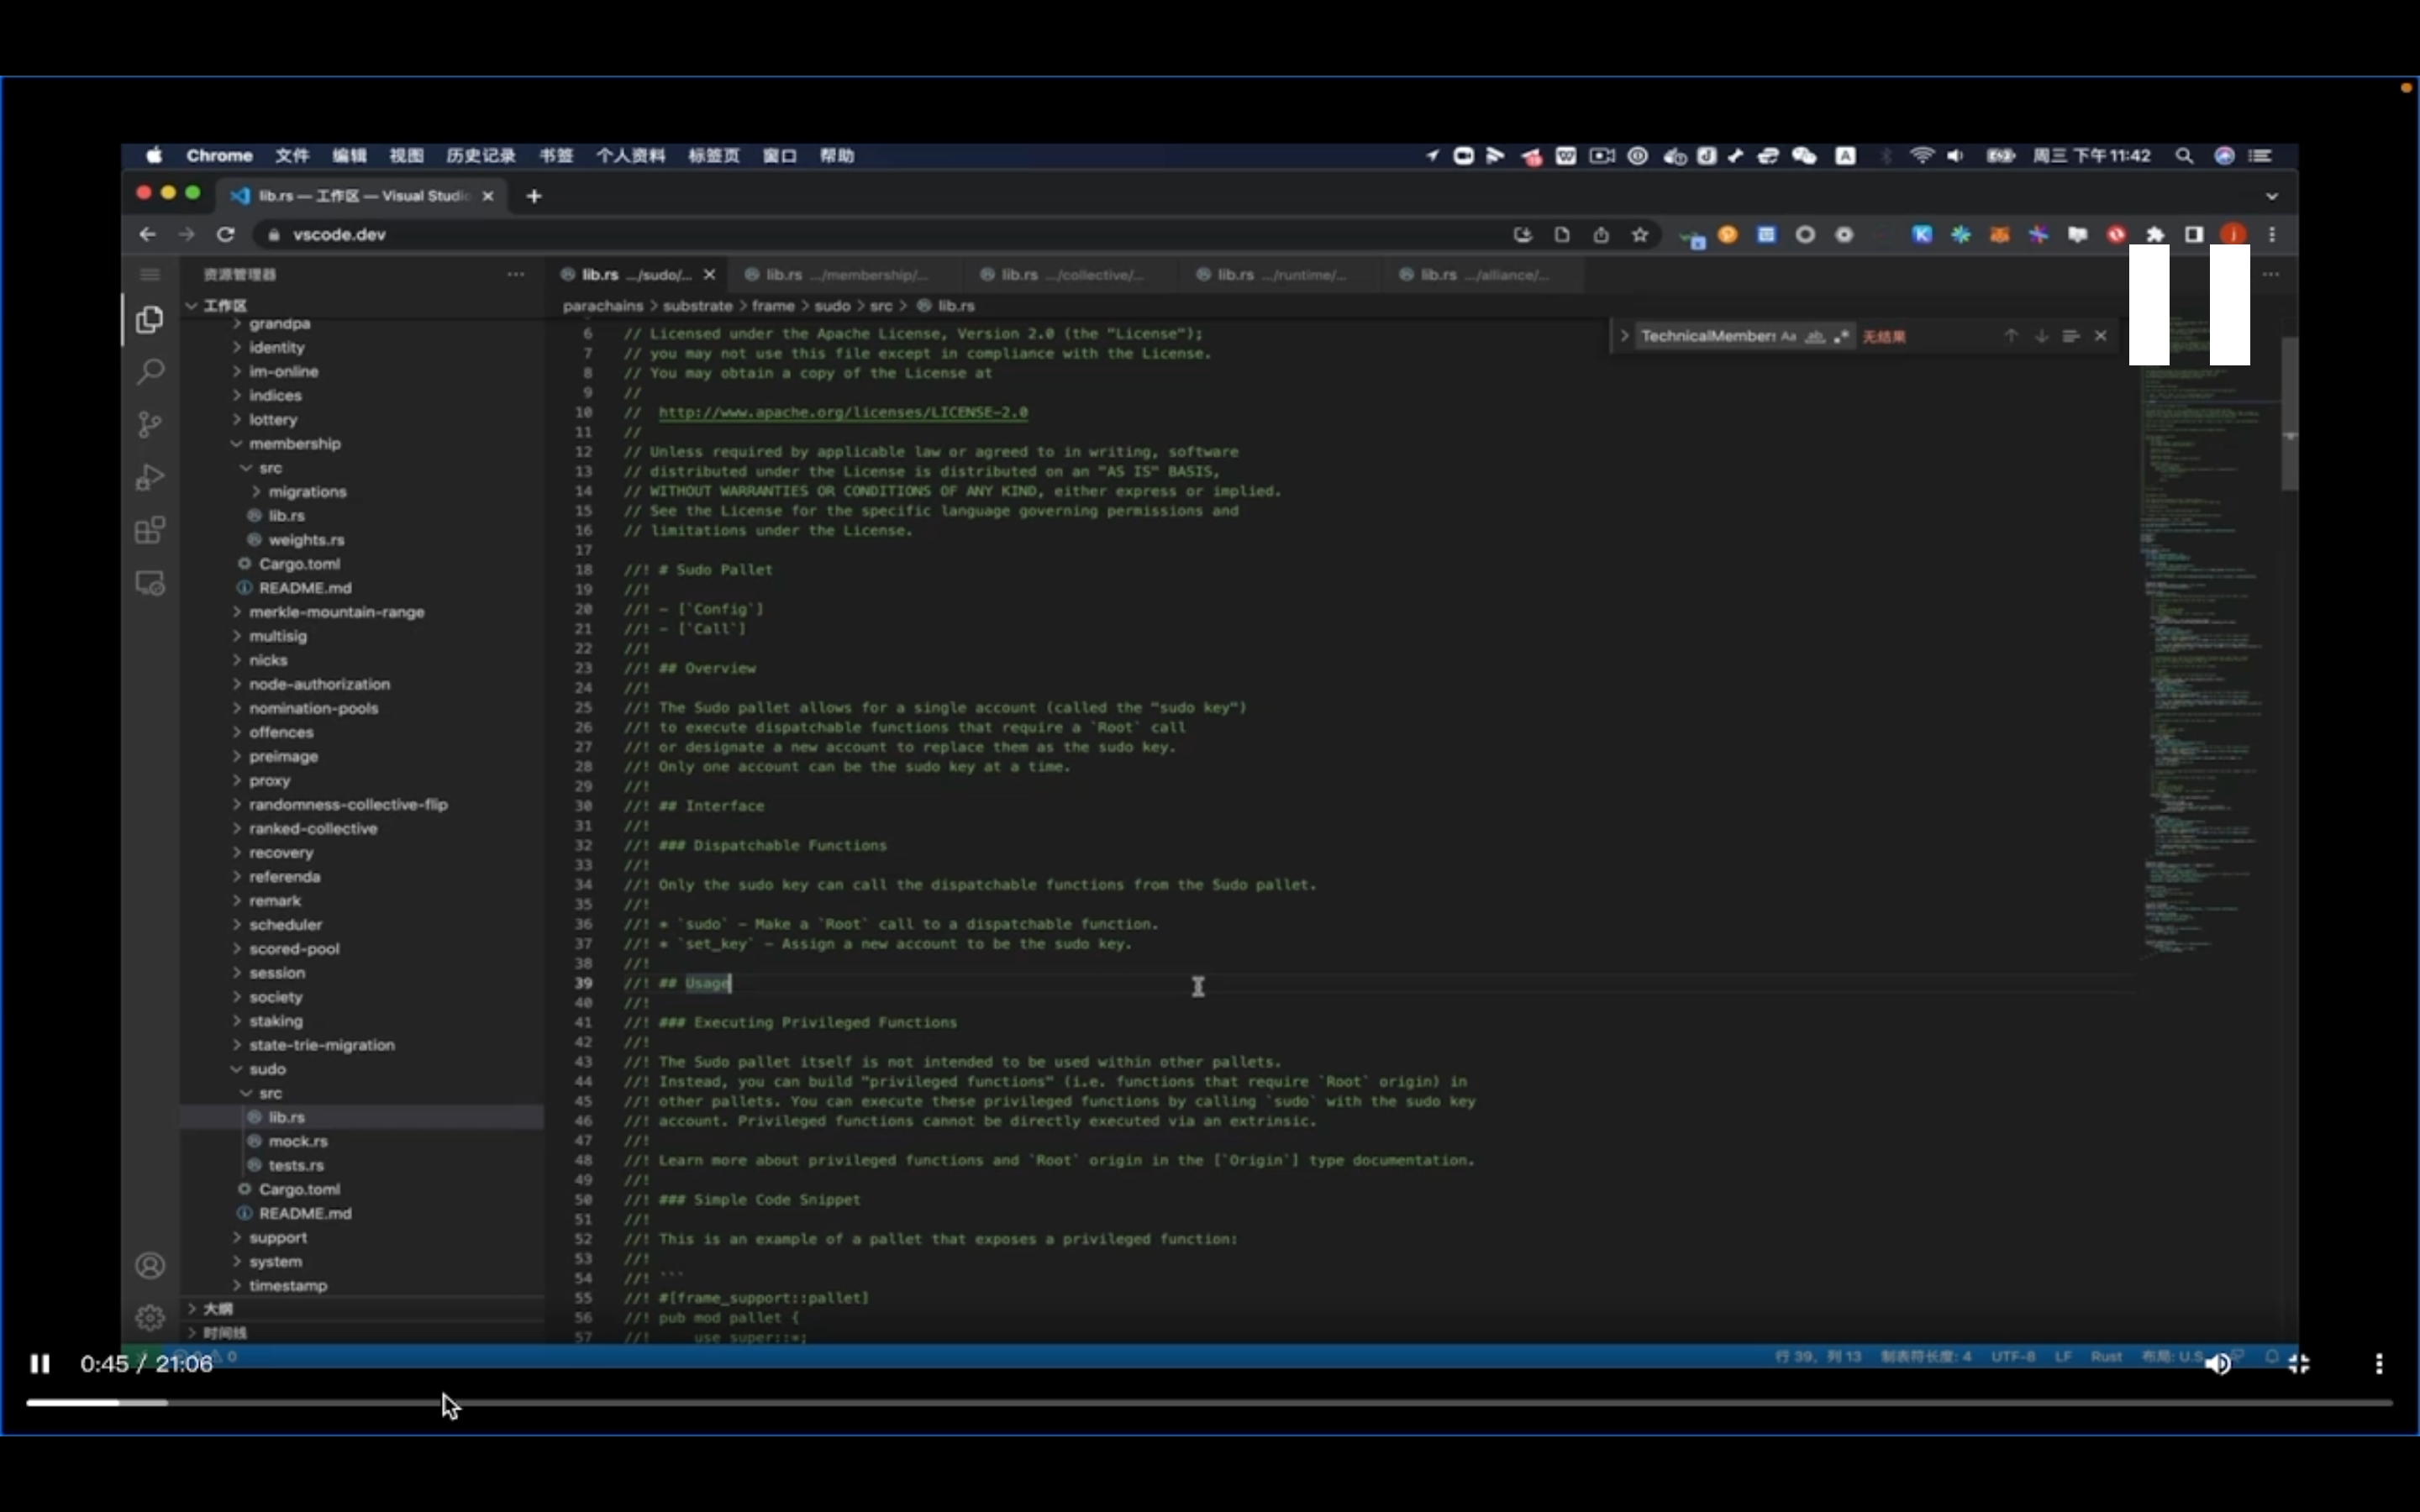 Chrome 文件 编辑 视图 历史记录 书签 个人资料 标签页 窗口 帮助
周三 下午11:42
lib.rs — 工作区 — Visual Studio
vscode.dev
资源管理器
lib.rs .../sudo/... lib.rs .../membership/... lib.rs .../collective/... lib.rs .../runtime/... lib.rs .../alliance/...
工作区
parachains > substrate > frame > sudo > src > lib.rs
TechnicalMembers Aa ab 无结果
grandpa
identity
im-online
indices
lottery
membership
src
migrations
lib.rs
weights.rs
Cargo.toml
README.md
merkle-mountain-range
multisig
nicks
node-authorization
nomination-pools
offences
preimage
proxy
randomness-collective-flip
ranked-collective
recovery
referenda
remark
scheduler
scored-pool
session
society
staking
state-trie-migration
sudo
src
lib.rs
mock.rs
tests.rs
Cargo.toml
README.md
support
system
timestamp
大纲
时间线
6 // Licensed under the Apache License, Version 2.0 (the "License");
7 // you may not use this file except in compliance with the License.
8 // You may obtain a copy of the License at
9 //
10 // http://www.apache.org/licenses/LICENSE-2.0
11 //
12 // Unless required by applicable law or agreed to in writing, software
13 // distributed under the License is distributed on an "AS IS" BASIS,
14 // WITHOUT WARRANTIES OR CONDITIONS OF ANY KIND, either express or implied.
15 // See the License for the specific language governing permissions and
16 // limitations under the License.
17
18 //! # Sudo Pallet
19 //!
20 //! - [`Config`]
21 //! - [`Call`]
22 //!
23 //! ## Overview
24 //!
25 //! The Sudo pallet allows for a single account (called the "sudo key")
26 //! to execute dispatchable functions that require a `Root` call
27 //! or designate a new account to replace them as the sudo key.
28 //! Only one account can be the sudo key at a time.
29 //!
30 //! ## Interface
31 //!
32 //! ### Dispatchable Functions
33 //!
34 //! Only the sudo key can call the dispatchable functions from the Sudo pallet.
35 //!
36 //! * `sudo` - Make a `Root` call to a dispatchable function.
37 //! * `set_key` - Assign a new account to be the sudo key.
38 //!
39 //! ## Usage
40 //!
41 //! ### Executing Privileged Functions
42 //!
43 //! The Sudo pallet itself is not intended to be used within other pallets.
44 //! Instead, you can build "privileged functions" (i.e. functions that require `Root` origin) in
45 //! other pallets. You can execute these privileged functions by calling `sudo` with the sudo key
46 //! account. Privileged functions cannot be directly executed via an extrinsic.
47 //!
48 //! Learn more about privileged functions and `Root` origin in the [`Origin`] type documentation.
49 //!
50 //! ### Simple Code Snippet
51 //!
52 //! This is an example of a pallet that exposes a privileged function:
53 //!
54 //! ```
55 //! #[frame_support::pallet]
56 //! pub mod pallet {
57 //! use super::*;
行 39，列 13 制表符长度: 4 UTF-8 LF Rust 布局: U.S.
0:45 / 21:06